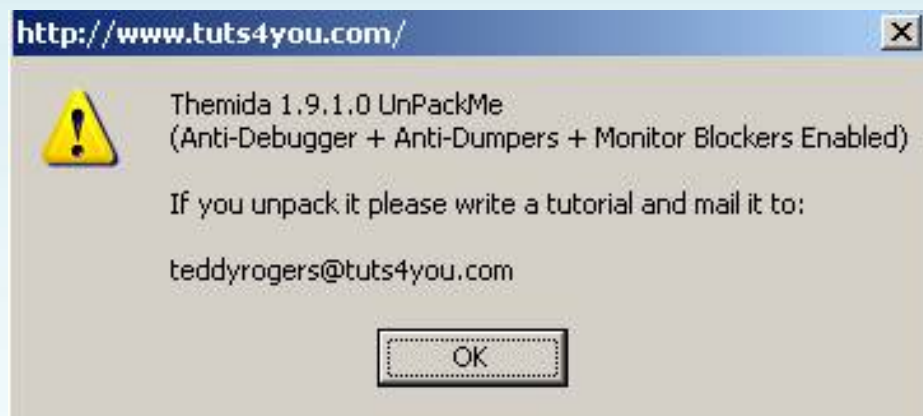 http://www.tuts4you.com/
Themida 1.9.1.0 UnPackMe
(Anti-Debugger + Anti-Dumpers + Monitor Blockers Enabled)
If you unpack it please write a tutorial and mail it to:
teddyrogers@tuts4you.com
OK